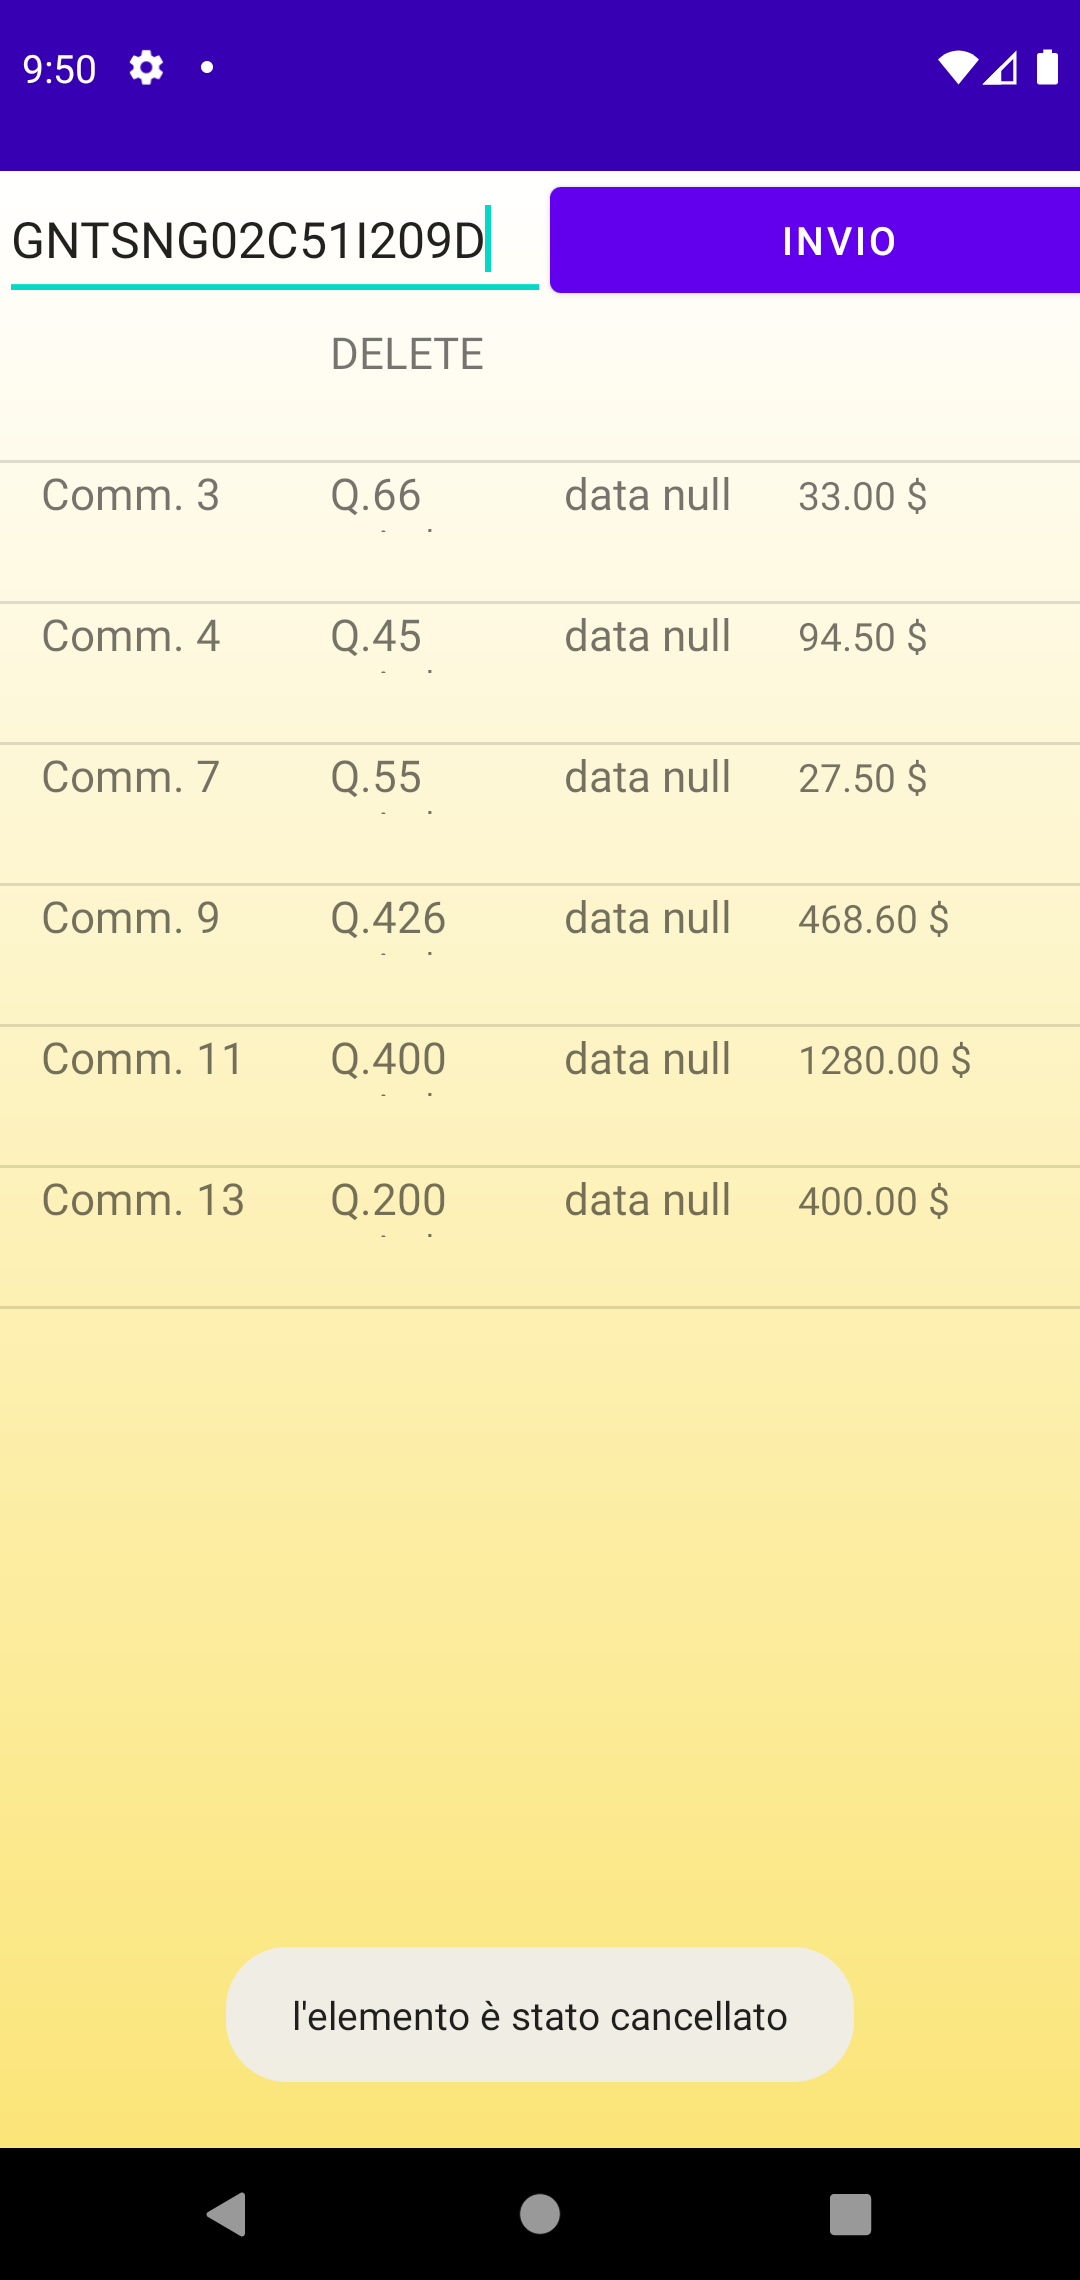 9:50
GNTSNG02C51I209D
INVIO
DELETE
Comm. 3 Q.66 data null 33.00 $
Comm. 4 Q.45 data null 94.50 $
Comm. 7 Q.55 data null 27.50 $
Comm. 9 Q.426 data null 468.60 $
Comm. 11 Q.400 data null 1280.00 $
Comm. 13 Q.200 data null 400.00 $
l'elemento è stato cancellato